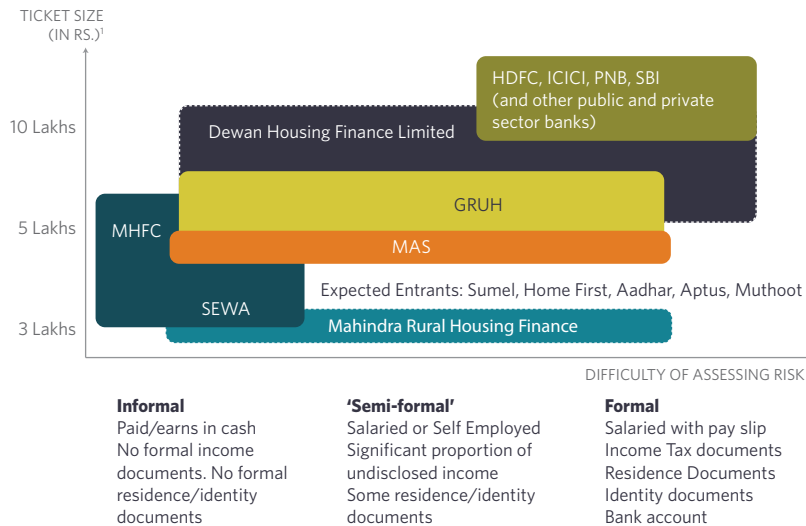 TICKET SIZE
(IN RS.)¹
10 Lakhs
5 Lakhs
3 Lakhs
HDFC, ICICI, PNB, SBI
(and other public and private
sector banks)
Dewan Housing Finance Limited
GRUH
MHFC
MAS
Expected Entrants: Sumel, Home First, Aadhar, Aptus, Muthoot
SEWA
Mahindra Rural Housing Finance
DIFFICULTY OF ASSESSING RISK
Informal
Paid/earns in cash
No formal income
documents. No formal
residence/identity
documents
‘Semi-formal’
Salaried or Self Employed
Significant proportion of
undisclosed income
Some residence/identity
documents
Formal
Salaried with pay slip
Income Tax documents
Residence Documents
Identity documents
Bank account